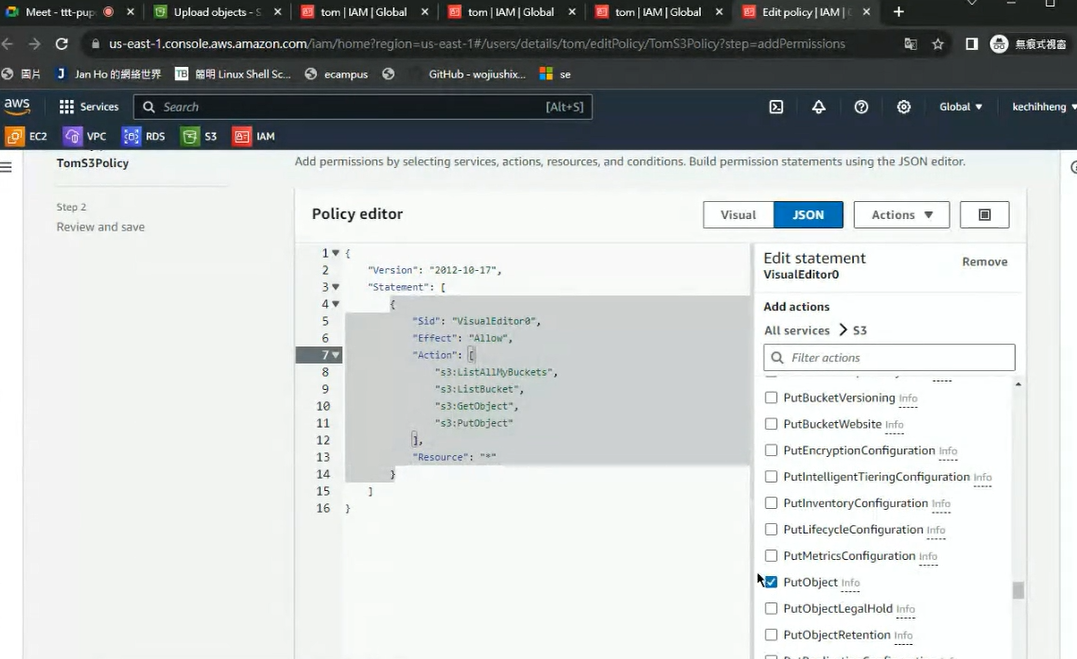 Meet - ttt-pup
Upload objects - S
tom | IAM | Global
tom | IAM | Global
tom | IAM | Global
Edit policy | IAM |
us-east-1.console.aws.amazon.com/iam/home?region=us-east-1#/users/details/tom/editPolicy/TomS3Policy?step=addPermissions
無痕式視窗
圖片
Jan Ho 的網絡世界
簡明 Linux Shell Sc...
ecampus
GitHub - wojiushix...
se
aws
Services
Search
[Alt+S]
Global
kechihheng
EC2
VPC
RDS
S3
IAM
TomS3Policy
Add permissions by selecting services, actions, resources, and conditions. Build permission statements using the JSON editor.
Step 2
Review and save
Policy editor
Visual
JSON
Actions
1 {
2 "Version": "2012-10-17",
3 "Statement": [
4 {
5 "Sid": "VisualEditor0",
6 "Effect": "Allow",
7 "Action": [
8 "s3:ListAllMyBuckets",
9 "s3:ListBucket",
10 "s3:GetObject",
11 "s3:PutObject"
12 ],
13 "Resource": "*"
14 }
15 ]
16 }
Edit statement
Remove
VisualEditor0
Add actions
All services > S3
Filter actions
PutBucketVersioning Info
PutBucketWebsite Info
PutEncryptionConfiguration Info
PutIntelligentTieringConfiguration Info
PutInventoryConfiguration Info
PutLifecycleConfiguration Info
PutMetricsConfiguration Info
PutObject Info
PutObjectLegalHold Info
PutObjectRetention Info